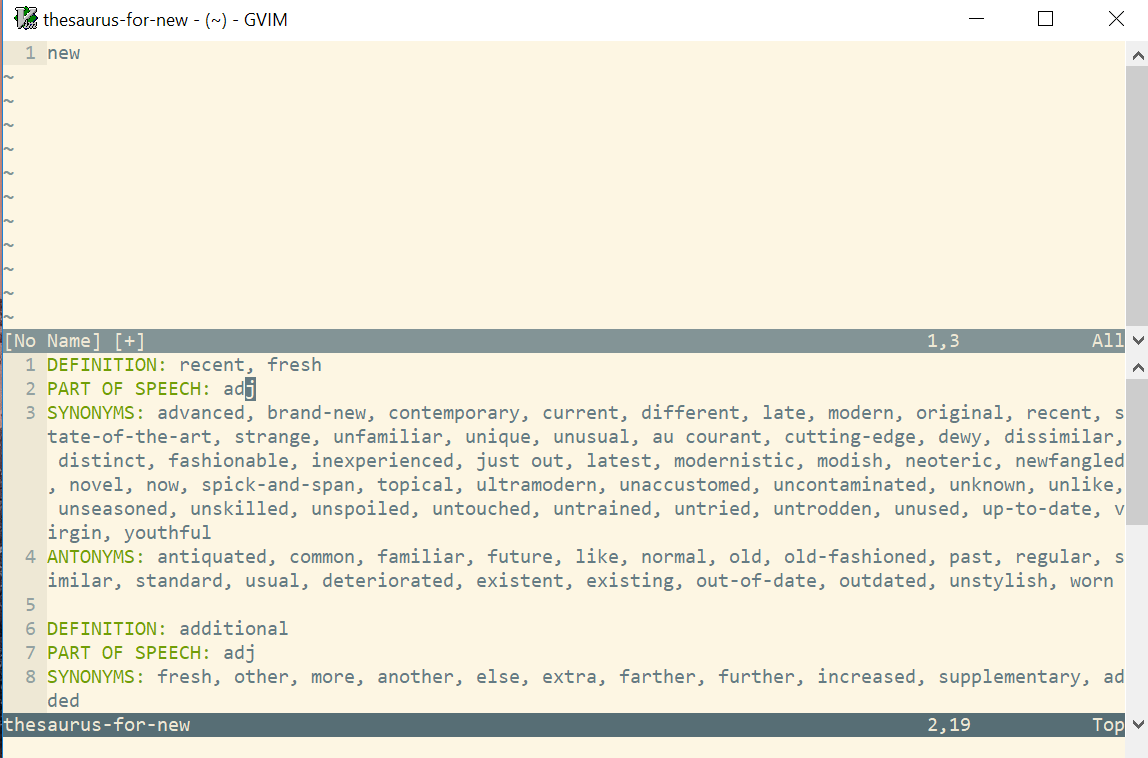 thesaurus-for-new - (~) - GVIM
1 new
~
~
~
~
~
~
~
~
~
~
~
[No Name] [+] 1,3 All
1 DEFINITION: recent, fresh
2 PART OF SPEECH: adj
3 SYNONYMS: advanced, brand-new, contemporary, current, different, late, modern, original, recent, s
tate-of-the-art, strange, unfamiliar, unique, unusual, au courant, cutting-edge, dewy, dissimilar,
distinct, fashionable, inexperienced, just out, latest, modernistic, modish, neoteric, newfangled
, novel, now, spick-and-span, topical, ultramodern, unaccustomed, uncontaminated, unknown, unlike,
unseasoned, unskilled, unspoiled, untouched, untrained, untried, untrodden, unused, up-to-date, v
irgin, youthful
4 ANTONYMS: antiquated, common, familiar, future, like, normal, old, old-fashioned, past, regular, s
imilar, standard, usual, deteriorated, existent, existing, out-of-date, outdated, unstylish, worn
5
6 DEFINITION: additional
7 PART OF SPEECH: adj
8 SYNONYMS: fresh, other, more, another, else, extra, farther, further, increased, supplementary, ad
ded
thesaurus-for-new 2,19 Top